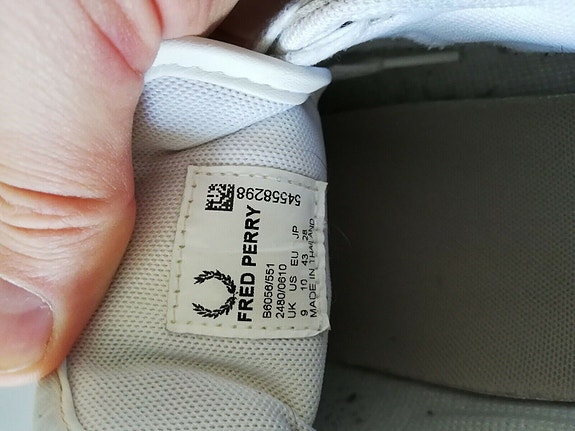 FRED PERRY
B6056/551
2480/0610
UK US EU JP
9 10 43 28
MADE IN THAILAND
54558298